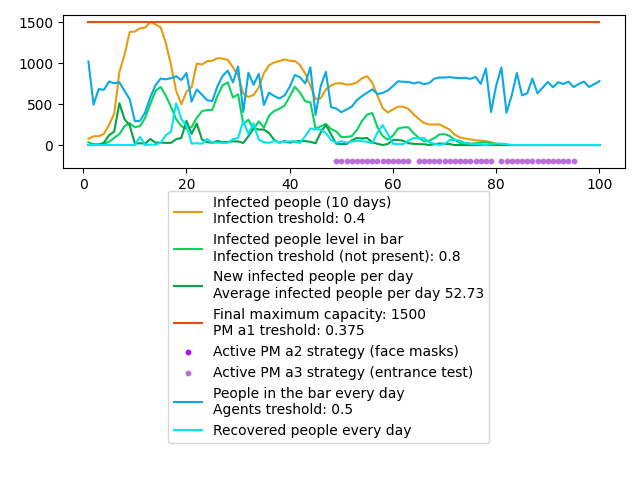 1500
1000
500
0
0
20
40
60
80
100
Infected people (10 days)
Infection treshold: 0.4
Infected people level in bar
Infection treshold (not present): 0.8
New infected people per day
Average infected people per day 52.73
Final maximum capacity: 1500
PM a1 treshold: 0.375
Active PM a2 strategy (face masks)
Active PM a3 strategy (entrance test)
People in the bar every day
Agents treshold: 0.5
Recovered people every day